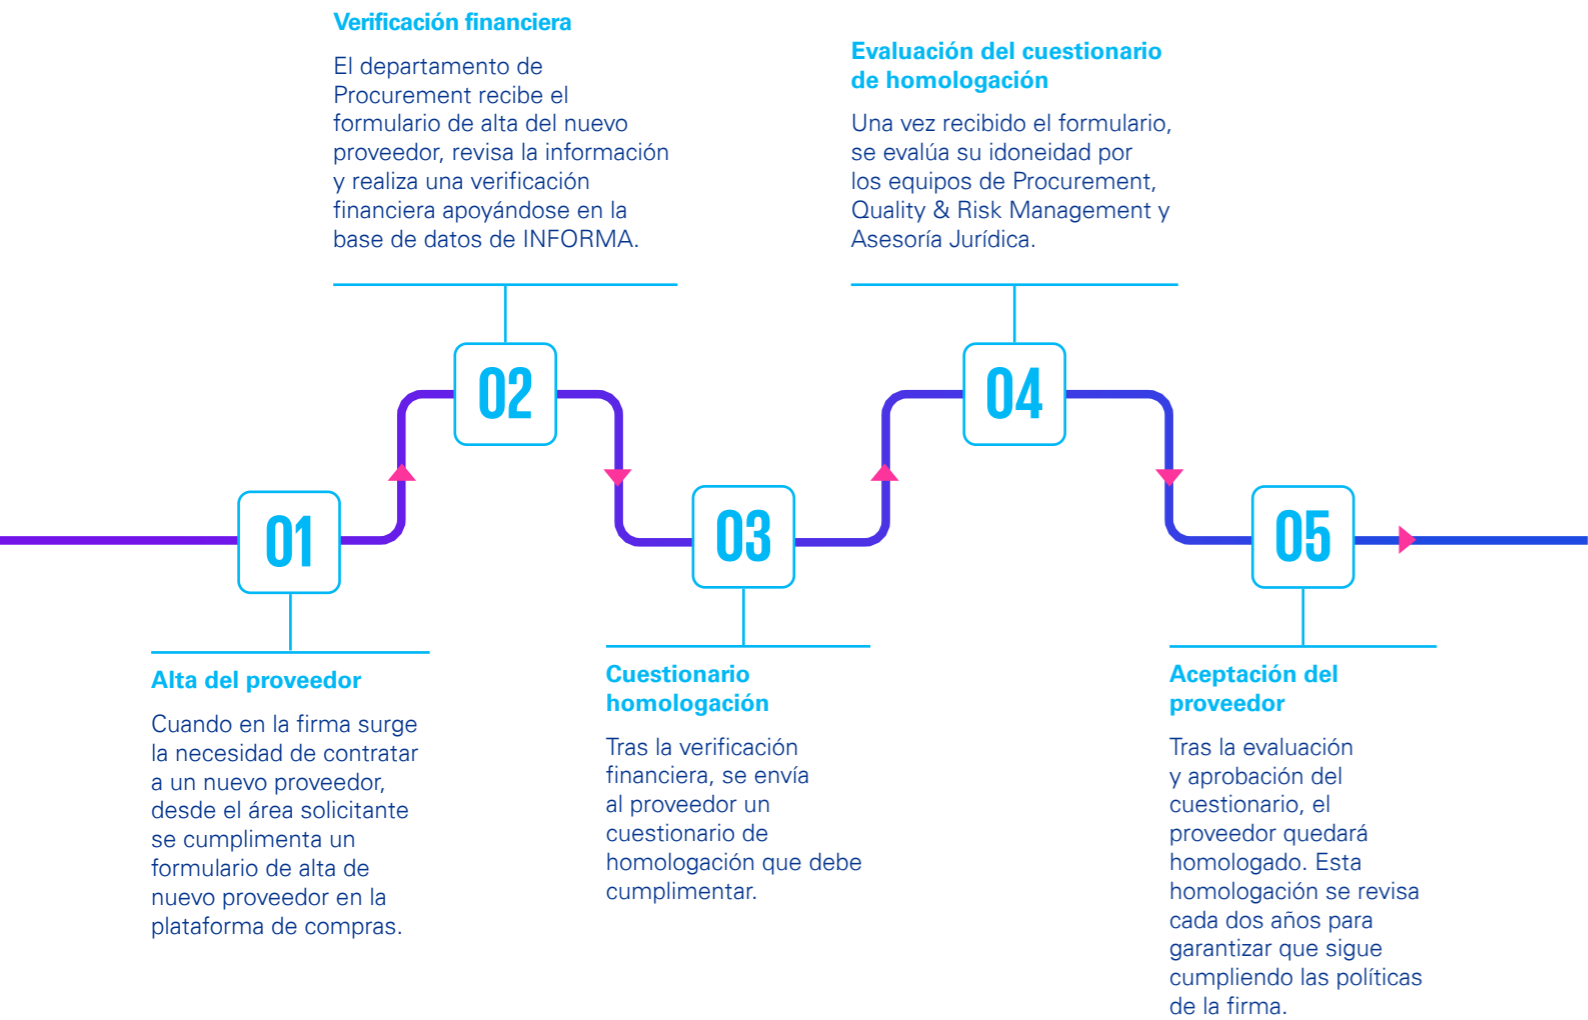 01
Alta del proveedor
Cuando en la firma surge
la necesidad de contratar
a un nuevo proveedor,
desde el área solicitante
se cumplimenta un
formulario de alta de
nuevo proveedor en la
plataforma de compras.
02
Verificación financiera
El departamento de
Procurement recibe el
formulario de alta del nuevo
proveedor, revisa la información
y realiza una verificación
financiera apoyándose en la
base de datos de INFORMA.
03
Cuestionario
homologación
Tras la verificación
financiera, se envía
al proveedor un
cuestionario de
homologación que debe
cumplimentar.
04
Evaluación del cuestionario
de homologación
Una vez recibido el formulario,
se evalúa su idoneidad por
los equipos de Procurement,
Quality & Risk Management y
Asesoría Jurídica.
05
Aceptación del
proveedor
Tras la evaluación
y aprobación del
cuestionario, el
proveedor quedará
homologado. Esta
homologación se revisa
cada dos años para
garantizar que sigue
cumpliendo las políticas
de la firma.